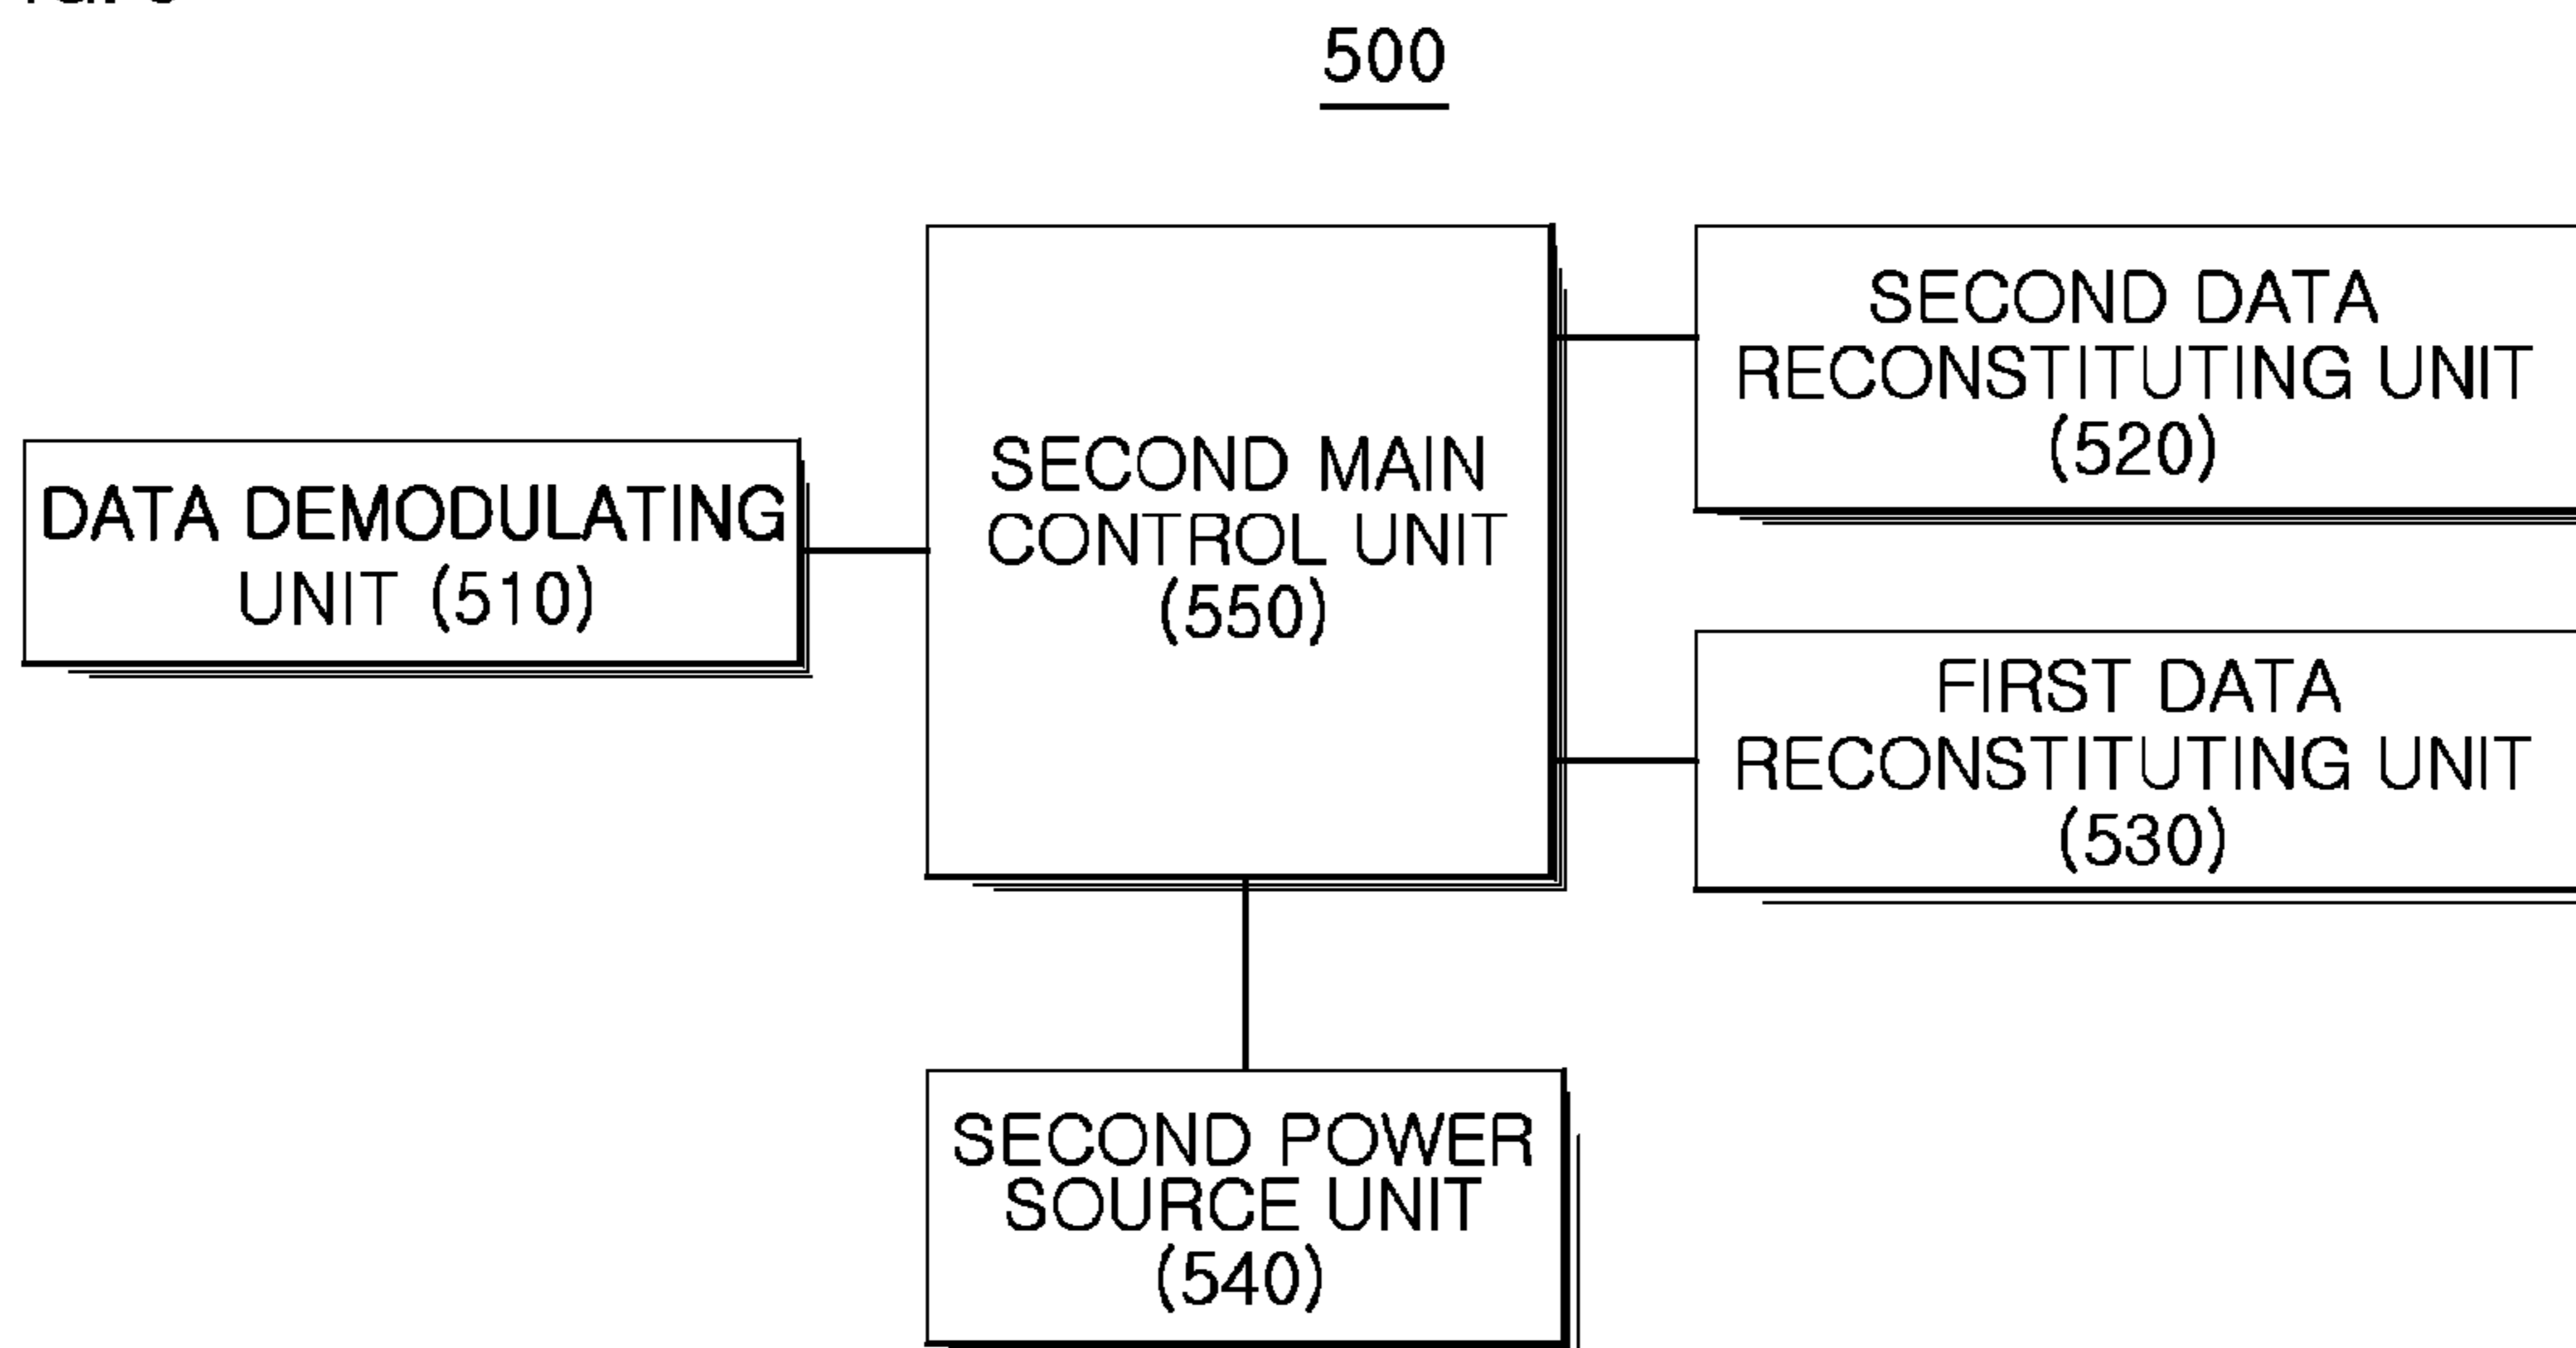 500
DATA DEMODULATING
UNIT (510)
SECOND MAIN
CONTROL UNIT
(550)
SECOND DATA
RECONSTITUTING UNIT
(520)
FIRST DATA
RECONSTITUTING UNIT
(530)
SECOND POWER
SOURCE UNIT
(540)